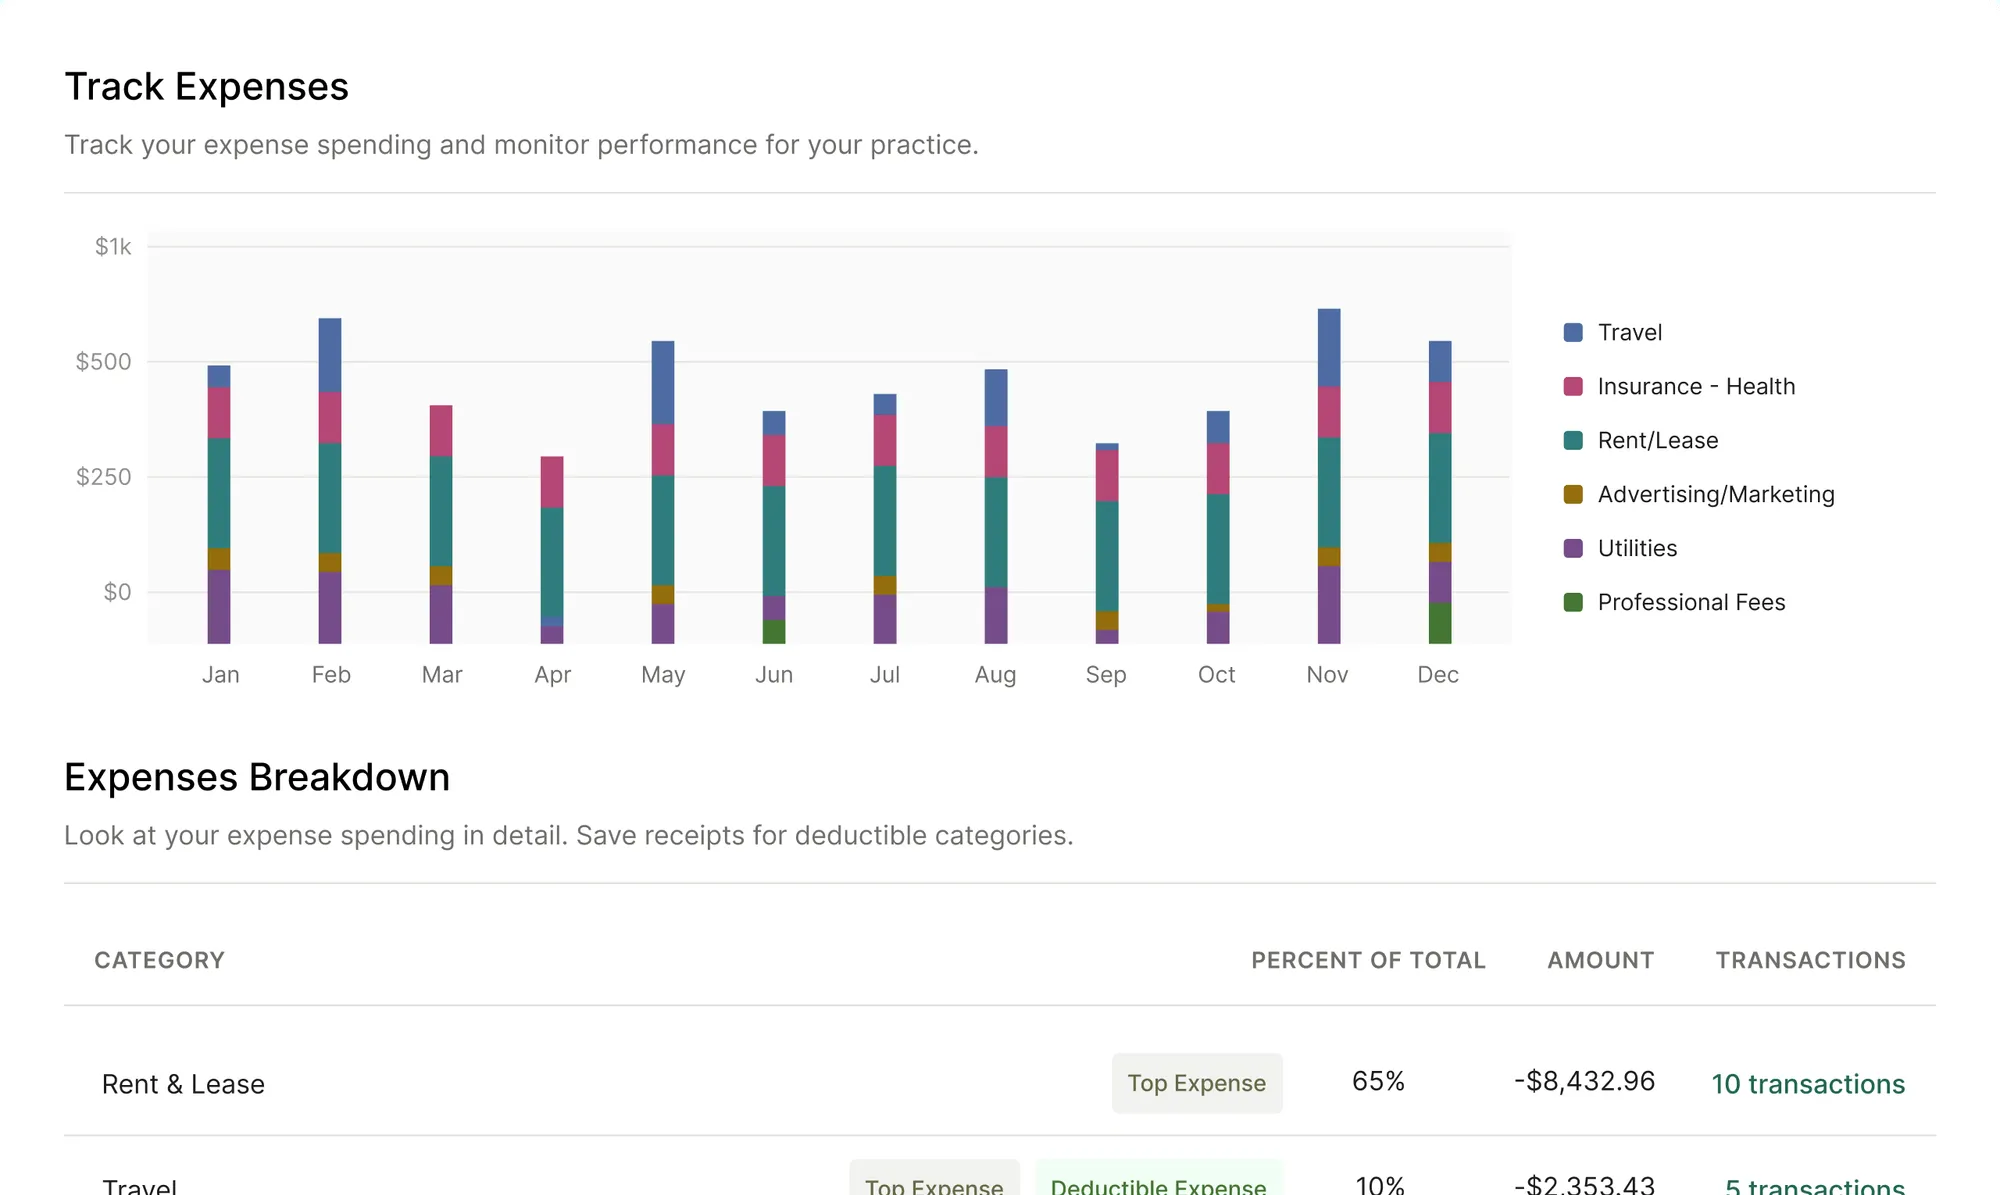 Track Expenses
Track your expense spending and monitor performance for your practice.
$1k
$500
$250
$0
Jan Feb Mar Apr May Jun Jul Aug Sep Oct Nov Dec
Travel
Insurance - Health
Rent/Lease
Advertising/Marketing
Utilities
Professional Fees
Expenses Breakdown
Look at your expense spending in detail. Save receipts for deductible categories.
CATEGORY PERCENT OF TOTAL AMOUNT TRANSACTIONS
Rent & Lease Top Expense 65% -$8,432.96 10 transactions
Travel Top Expense Deductible Expense 10% -$2,353.43 5 transactions